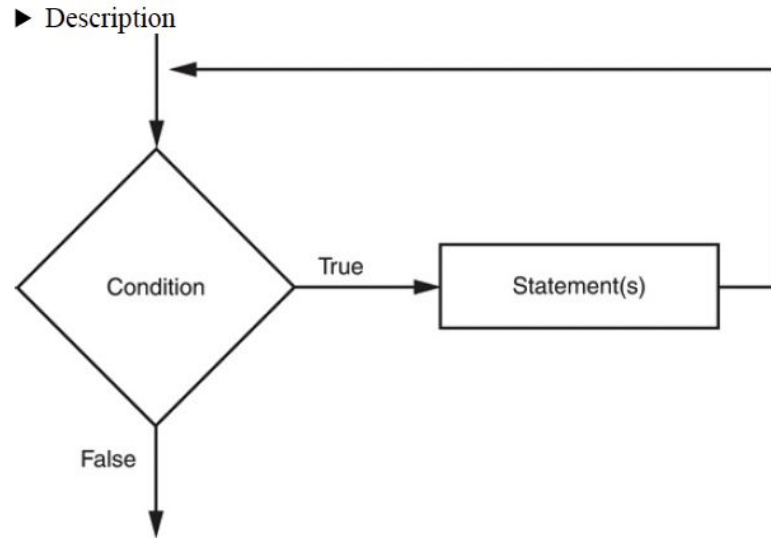 ▶ Description
True
Condition
Statement(s)
False